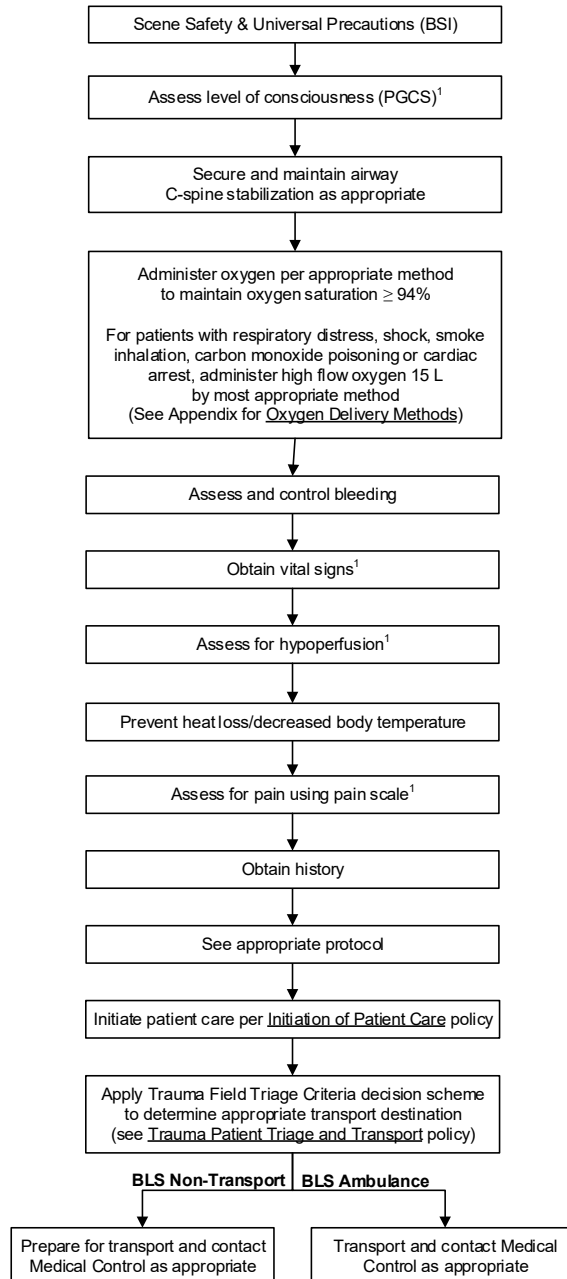 Scene Safety & Universal Precautions (BSI)
Assess level of consciousness (PGCS)¹
Secure and maintain airway
C-spine stabilization as appropriate
Administer oxygen per appropriate method
to maintain oxygen saturation ≥ 94%
For patients with respiratory distress, shock, smoke
inhalation, carbon monoxide poisoning or cardiac
arrest, administer high flow oxygen 15 L
by most appropriate method
(See Appendix for Oxygen Delivery Methods)
Assess and control bleeding
Obtain vital signs¹
Assess for hypoperfusion¹
Prevent heat loss/decreased body temperature
Assess for pain using pain scale¹
Obtain history
See appropriate protocol
Initiate patient care per Initiation of Patient Care policy
Apply Trauma Field Triage Criteria decision scheme
to determine appropriate transport destination
(see Trauma Patient Triage and Transport policy)
BLS Non-Transport BLS Ambulance
Prepare for transport and contact
Medical Control as appropriate
Transport and contact Medical
Control as appropriate